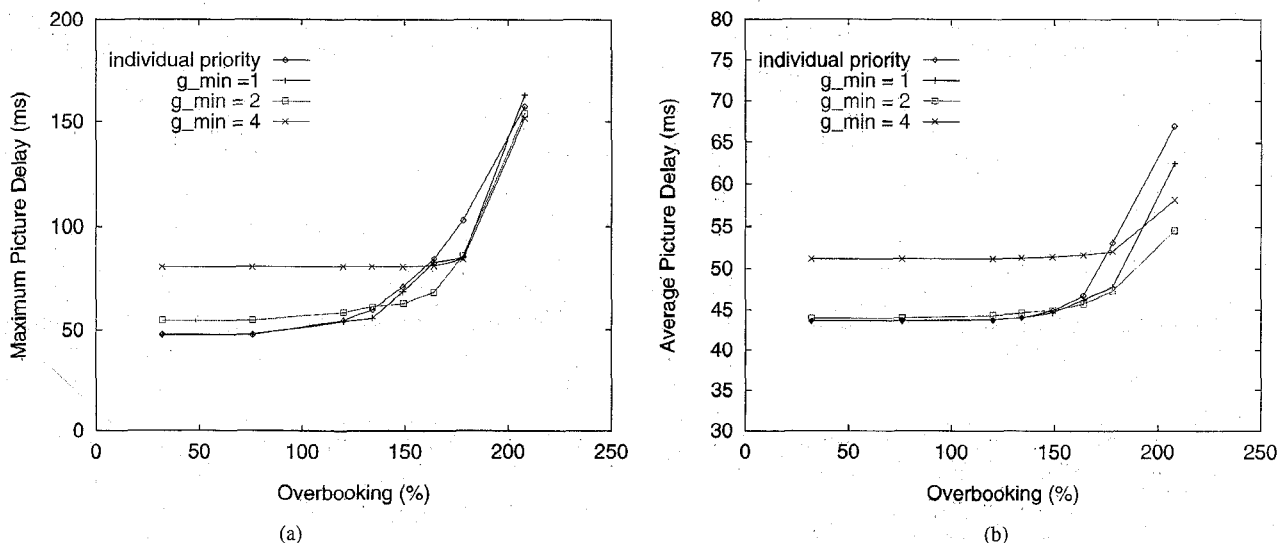 Maximum Picture Delay (ms)
200
150
100
50
0
individual priority
g_min =1
g_min = 2
g_min = 4
0 50 100 150 200 250
Overbooking (%)
(a)
Average Picture Delay (ms)
80
75
70
65
60
55
50
45
40
35
30
individual priority
g_min = 1
g_min = 2
g_min = 4
0 50 100 150 200 250
Overbooking (%)
(b)